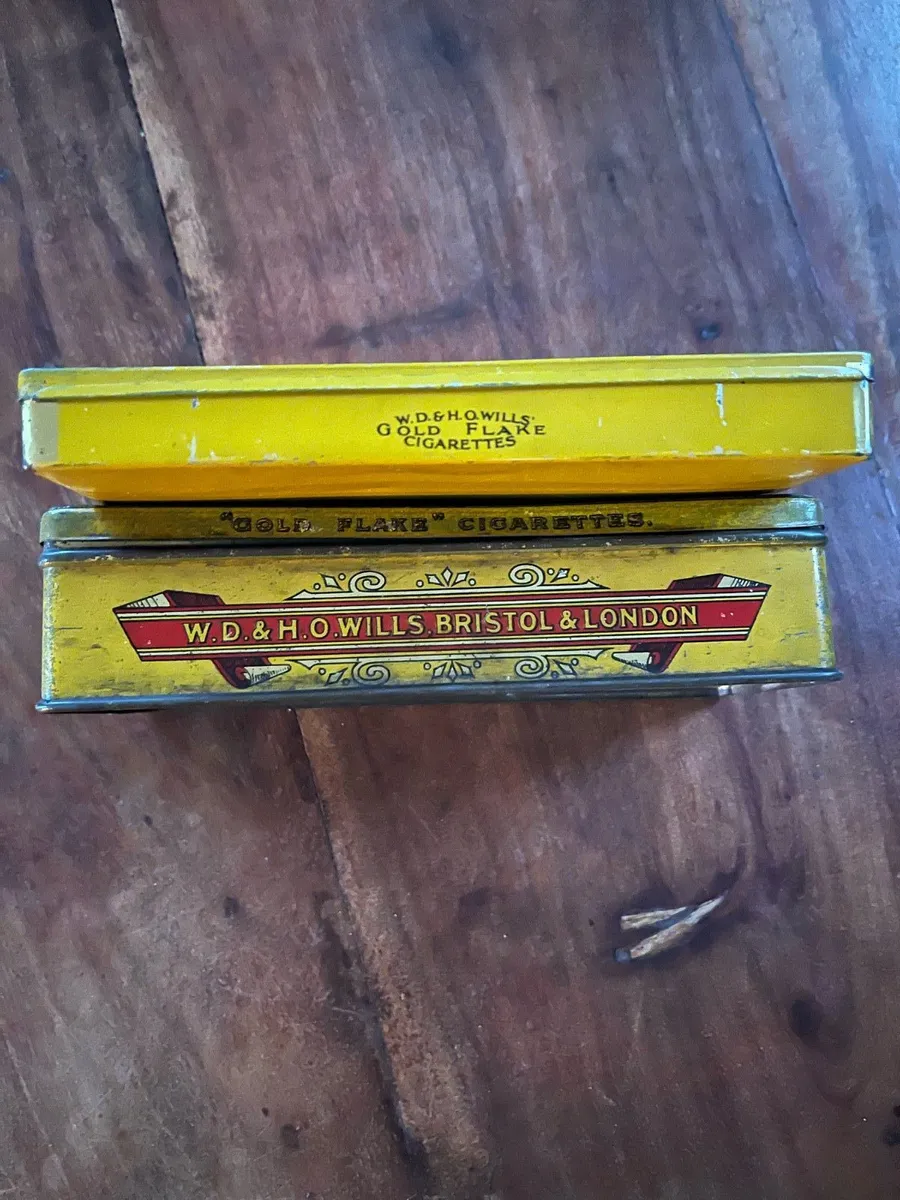 W.D.& H.O.WILLS'
GOLD FLAKE
CIGARETTES
"GOLD FLAKE" CIGARETTES.
W.D.& H.O.WILLS. BRISTOL & LONDON